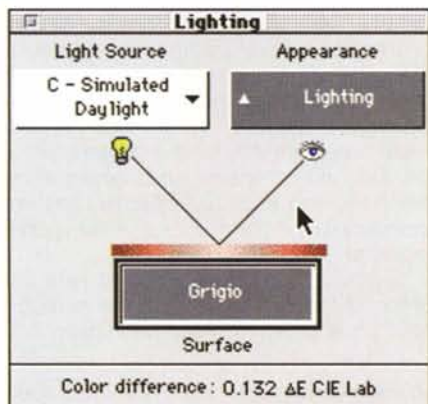 Lighting
Light Source
Appearance
C - Simulated
Daylight
Lighting
Grigio
Surface
Color difference: 0.132 ΔE CIE Lab